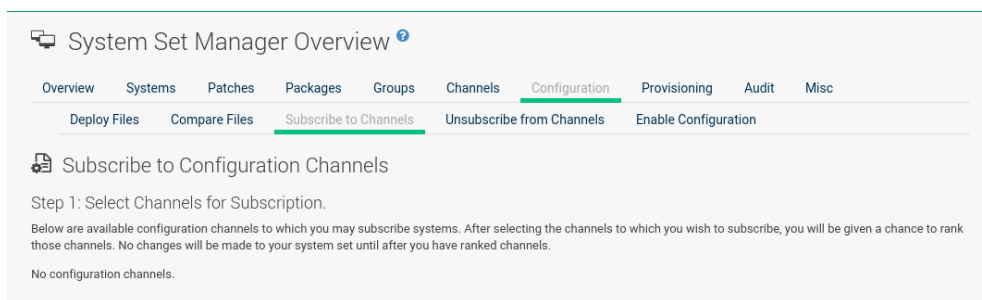 System Set Manager Overview ?
Overview Systems Patches Packages Groups Channels Configuration Provisioning Audit Misc
Deploy Files Compare Files Subscribe to Channels Unsubscribe from Channels Enable Configuration
Subscribe to Configuration Channels
Step 1: Select Channels for Subscription.
Below are available configuration channels to which you may subscribe systems. After selecting the channels to which you wish to subscribe, you will be given a chance to rank
those channels. No changes will be made to your system set until after you have ranked channels.
No configuration channels.